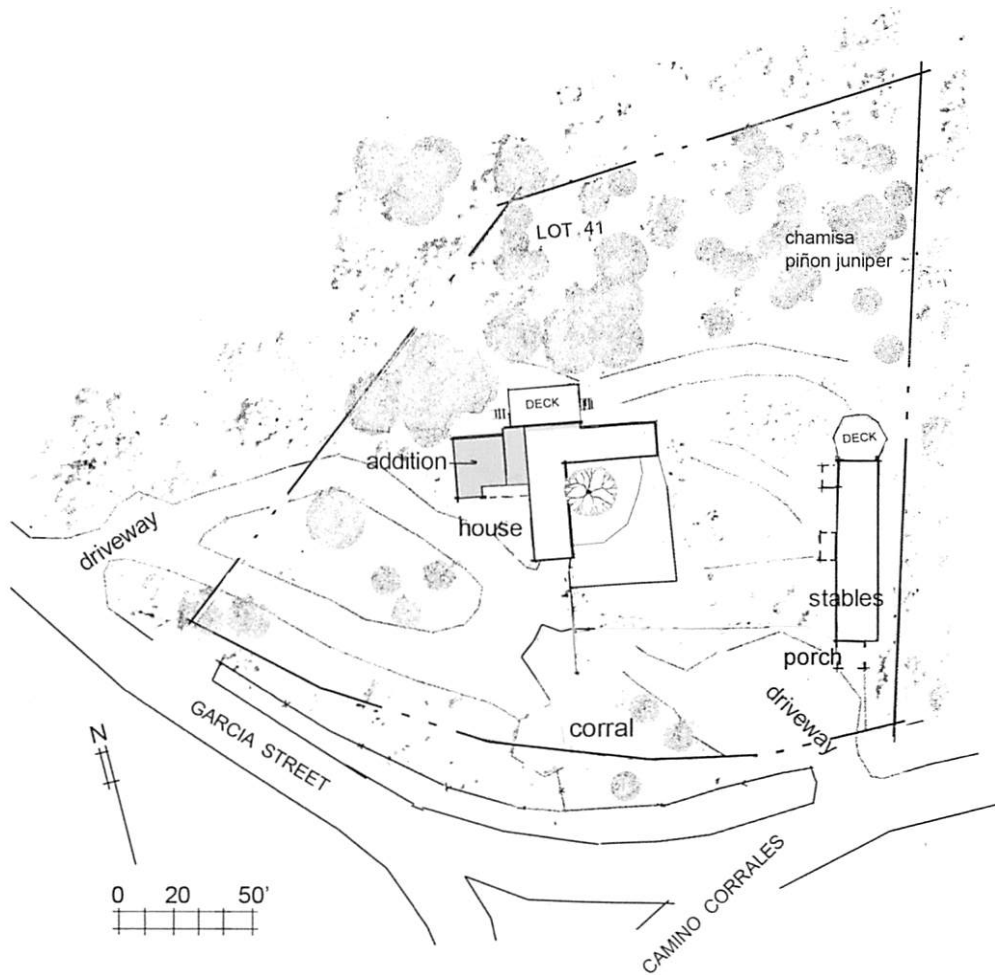 LOT 41
chamisa
piñon juniper
DECK
DECK
addition
house
driveway
stables
porch
driveway
corral
GARCIA STREET
N
CAMINO CORRALES
0 20 50'